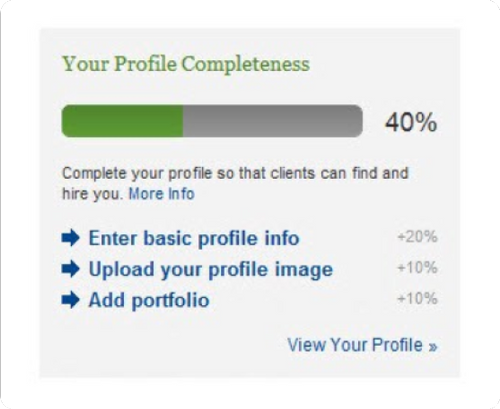 Your Profile Completeness
40%
Complete your profile so that clients can find and
hire you. More Info
Enter basic profile info +20%
Upload your profile image +10%
Add portfolio +10%
View Your Profile »